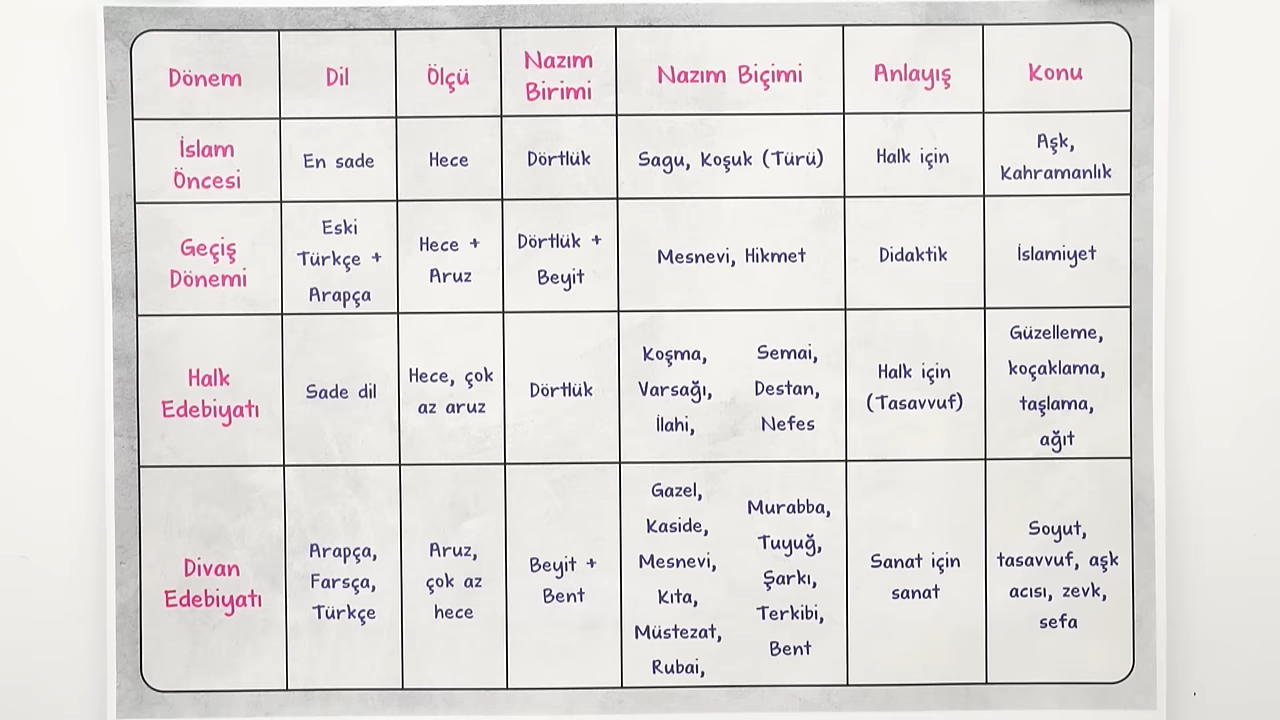 Dönem
Dil
Ölçü
Nazım
Birimi
Nazım Biçimi
Anlayış
Konu
İslam
Öncesi
En sade
Hece
Dörtlük
Sagu, Koşuk (Türü)
Halk için
Aşk,
Kahramanlık
Geçiş
Dönemi
Eski
Türkçe +
Arapça
Hece +
Aruz
Dörtlük +
Beyit
Mesnevi, Hikmet
Didaktik
İslamiyet
Halk
Edebiyatı
Sade dil
Hece, çok
az aruz
Dörtlük
Koşma,
Varsağı,
İlahi,
Semai,
Destan,
Nefes
Halk için
(Tasavvuf)
Güzelleme,
koçaklama,
taşlama,
ağıt
Divan
Edebiyatı
Arapça,
Farsça,
Türkçe
Aruz,
çok az
hece
Beyit +
Bent
Gazel,
Kaside,
Mesnevi,
Kıta,
Müstezat,
Rubai,
Murabba,
Tuyuğ,
Şarkı,
Terkibi,
Bent
Sanat için
sanat
Soyut,
tasavvuf, aşk
acısı, zevk,
sefa